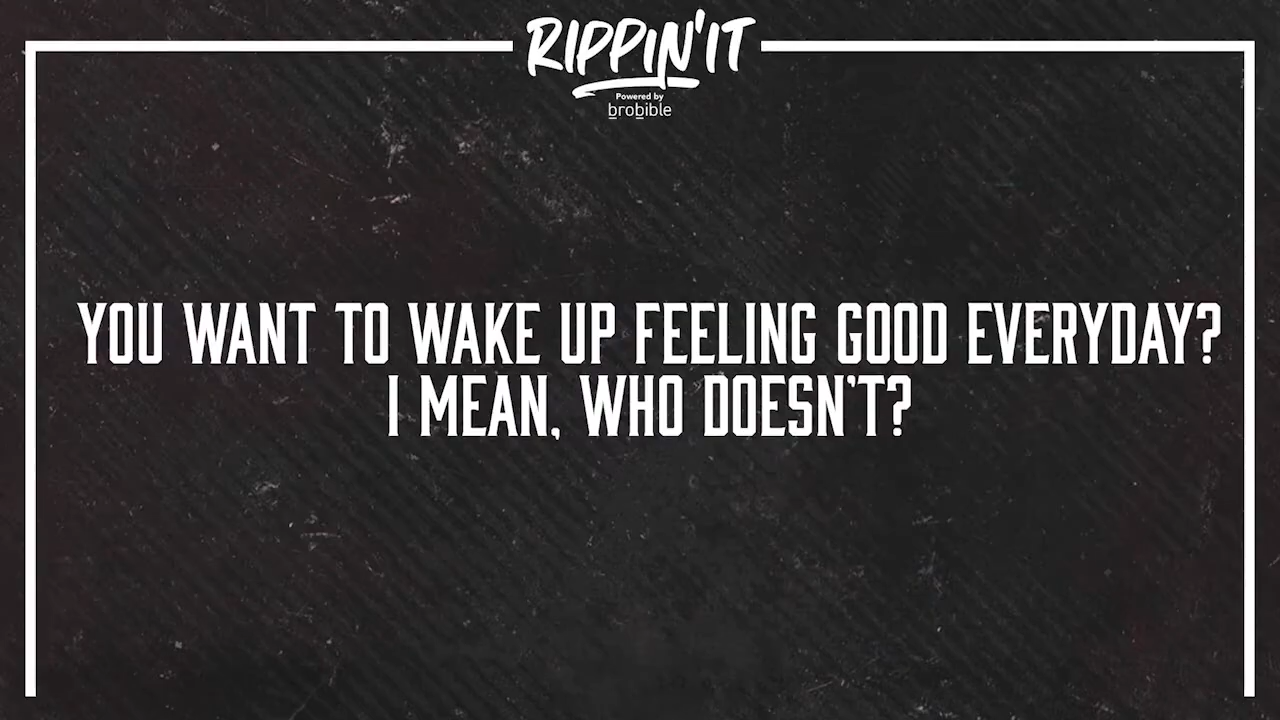 RIPPIN'IT
Powered by
brobible
YOU WANT TO WAKE UP FEELING GOOD EVERYDAY?
I MEAN, WHO DOESN'T?